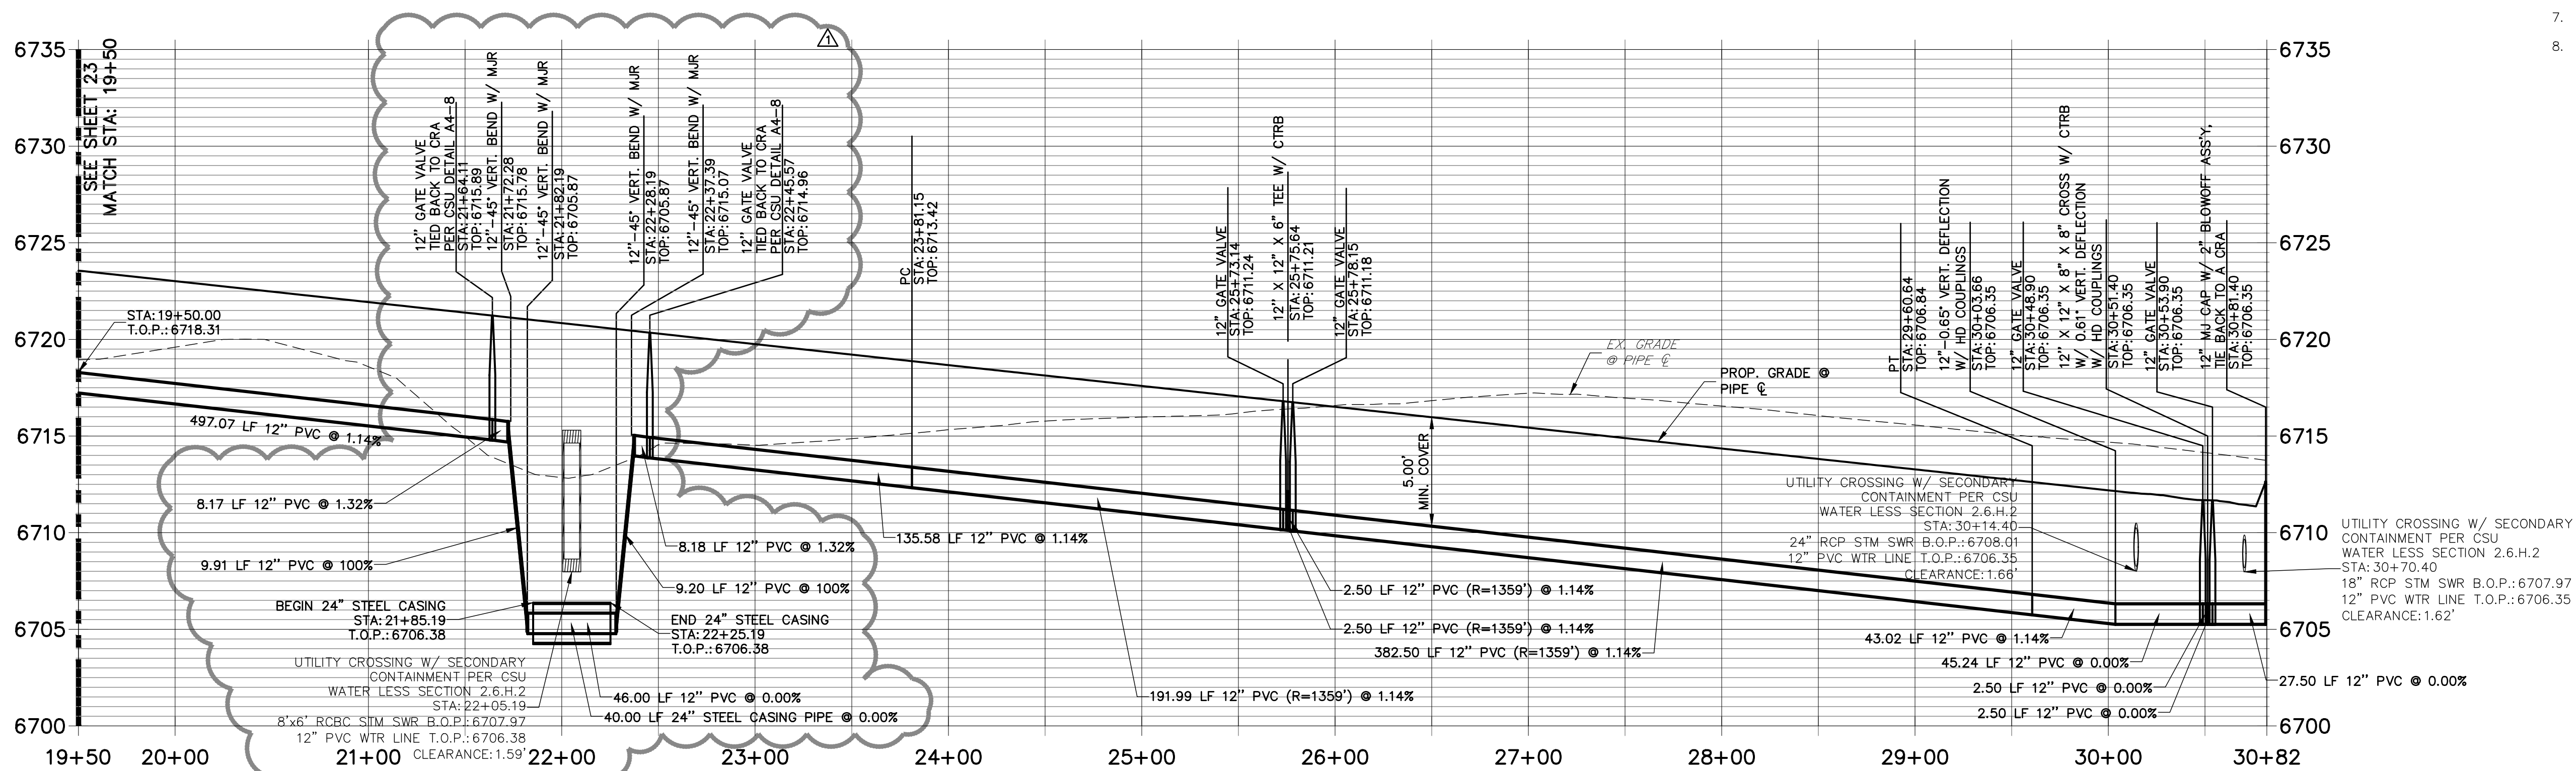 7.
8.
6735
6730
6725
6720
6715
6710
6705
6700
SEE SHEET 23
MATCH STA: 19+50
1
12" GATE VALVE
TIED BACK TO CRA
PER CSU DETAIL A4-8
STA:21+64.11
TOP:6715.89
12"-45° VERT. BEND W/ MJR
STA:21+72.28
TOP:6715.78
12"-45° VERT. BEND W/ MJR
STA:21+82.19
TOP:6705.87
12"-45° VERT. BEND W/ MJR
STA:22+28.19
TOP:6705.87
12"-45° VERT. BEND W/ MJR
STA:22+37.39
TOP:6715.07
12" GATE VALVE
TIED BACK TO CRA
PER CSU DETAIL A4-8
STA:22+45.57
TOP:6714.96
PC
STA:23+81.15
TOP:6713.42
12" GATE VALVE
STA:25+73.14
TOP:6711.24
12" X 12" X 6" TEE W/ CTRB
STA:25+75.64
TOP:6711.21
12" GATE VALVE
STA:25+78.15
TOP:6711.18
PT
STA:29+60.64
TOP:6706.84
12"-0.65° VERT. DEFLECTION
W/ HD COUPLINGS
STA:30+03.66
TOP:6706.35
12" GATE VALVE
STA:30+48.90
TOP:6706.35
12" X 12" X 8" X 8" CROSS W/ CTRB
W/ 0.61° VERT. DEFLECTION
W/ HD COUPLINGS
STA:30+51.40
TOP:6706.35
12" GATE VALVE
STA:30+53.90
TOP:6706.35
12" MJ CAP W/ 2" BLOWOFF ASS'Y,
TIE BACK TO A CRA
STA:30+81.40
TOP:6706.35
6735
6730
6725
6720
6715
6710
6705
6700
STA:19+50.00
T.O.P.:6718.31
EX. GRADE
@ PIPE ℄
PROP. GRADE @
PIPE ℄
5.00'
MIN. COVER
497.07 LF 12" PVC @ 1.14%
8.17 LF 12" PVC @ 1.32%
9.91 LF 12" PVC @ 100%
BEGIN 24" STEEL CASING
STA:21+85.19
T.O.P.:6706.38
UTILITY CROSSING W/ SECONDARY
CONTAINMENT PER CSU
WATER LESS SECTION 2.6.H.2
STA:22+05.19
8'x6' RCBC STM SWR B.O.P.:6707.97
12" PVC WTR LINE T.O.P.:6706.38
CLEARANCE:1.59'
8.18 LF 12" PVC @ 1.32%
9.20 LF 12" PVC @ 100%
END 24" STEEL CASING
STA:22+25.19
T.O.P.:6706.38
46.00 LF 12" PVC @ 0.00%
40.00 LF 24" STEEL CASING PIPE @ 0.00%
135.58 LF 12" PVC @ 1.14%
191.99 LF 12" PVC (R=1359') @ 1.14%
2.50 LF 12" PVC (R=1359') @ 1.14%
2.50 LF 12" PVC (R=1359') @ 1.14%
382.50 LF 12" PVC (R=1359') @ 1.14%
UTILITY CROSSING W/ SECONDARY
CONTAINMENT PER CSU
WATER LESS SECTION 2.6.H.2
STA:30+14.40
24" RCP STM SWR B.O.P.:6708.01
12" PVC WTR LINE T.O.P.:6706.35
CLEARANCE:1.66'
43.02 LF 12" PVC @ 1.14%
45.24 LF 12" PVC @ 0.00%
2.50 LF 12" PVC @ 0.00%
2.50 LF 12" PVC @ 0.00%
UTILITY CROSSING W/ SECONDARY
CONTAINMENT PER CSU
WATER LESS SECTION 2.6.H.2
STA:30+70.40
18" RCP STM SWR B.O.P.:6707.97
12" PVC WTR LINE T.O.P.:6706.35
CLEARANCE:1.62'
27.50 LF 12" PVC @ 0.00%
19+50 20+00 21+00 22+00 23+00 24+00 25+00 26+00 27+00 28+00 29+00 30+00 30+82